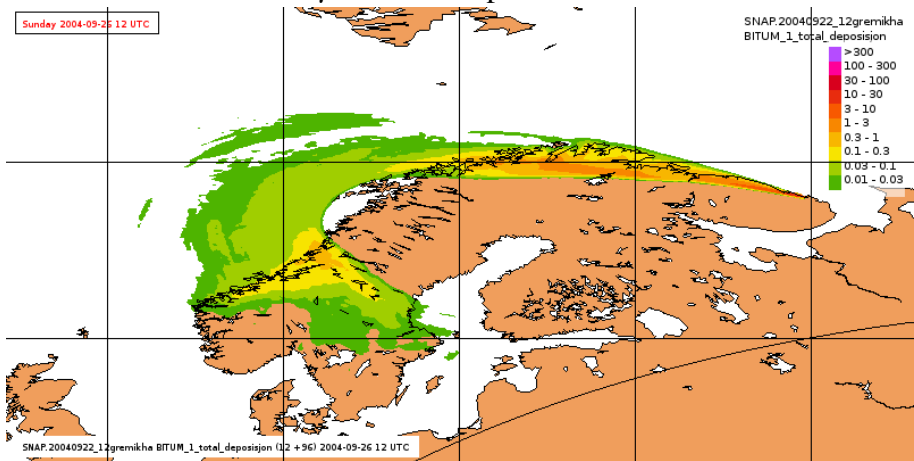 Sunday 2004-09-26 12 UTC
SNAP.20040922_12gremikha
BITUM_1_total_deposisjon
>300
100 - 300
30 - 100
10 - 30
3 - 10
1 - 3
0.3 - 1
0.1 - 0.3
0.03 - 0.1
0.01 - 0.03
SNAP.20040922_12gremikha BITUM_1_total_deposisjon (12 +96) 2004-09-26 12 UTC